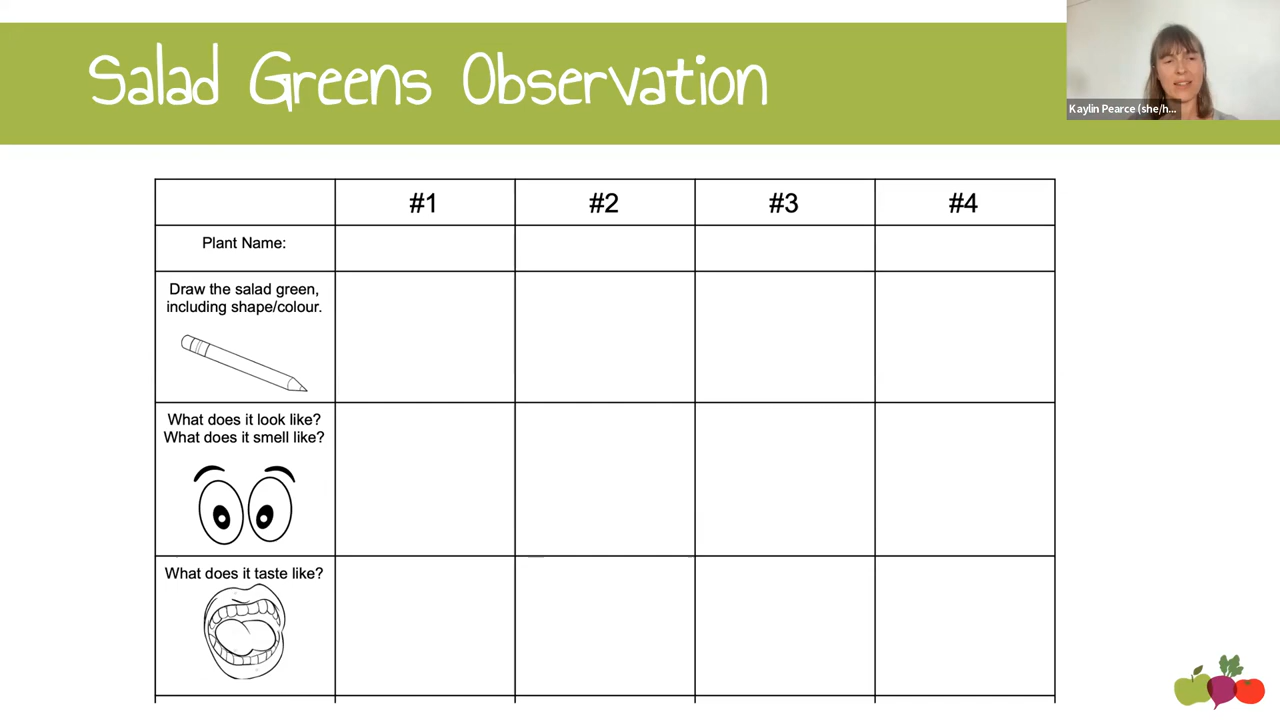 Salad Greens Observation
Kaylin Pearce (she/h...
#1 #2 #3 #4
Plant Name:
Draw the salad green,
including shape/colour.
What does it look like?
What does it smell like?
What does it taste like?